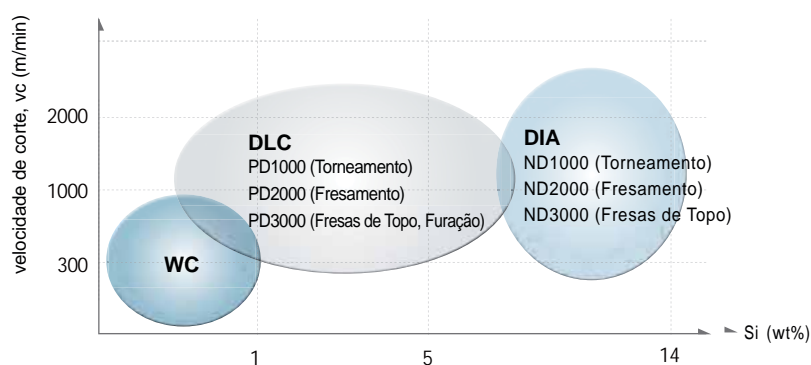 velocidade de corte, vc (m/min)
2000
1000
300
DLC
PD1000 (Torneamento)
PD2000 (Fresamento)
PD3000 (Fresas de Topo, Furação)
DIA
ND1000 (Torneamento)
ND2000 (Fresamento)
ND3000 (Fresas de Topo)
WC
Si (wt%)
1
5
14